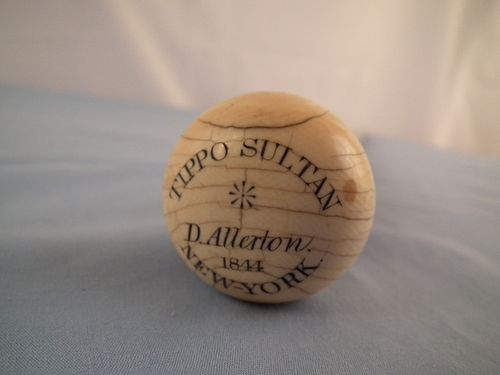 TIPPO SULTAN
D. Allerton.
1844
NEW-YORK.